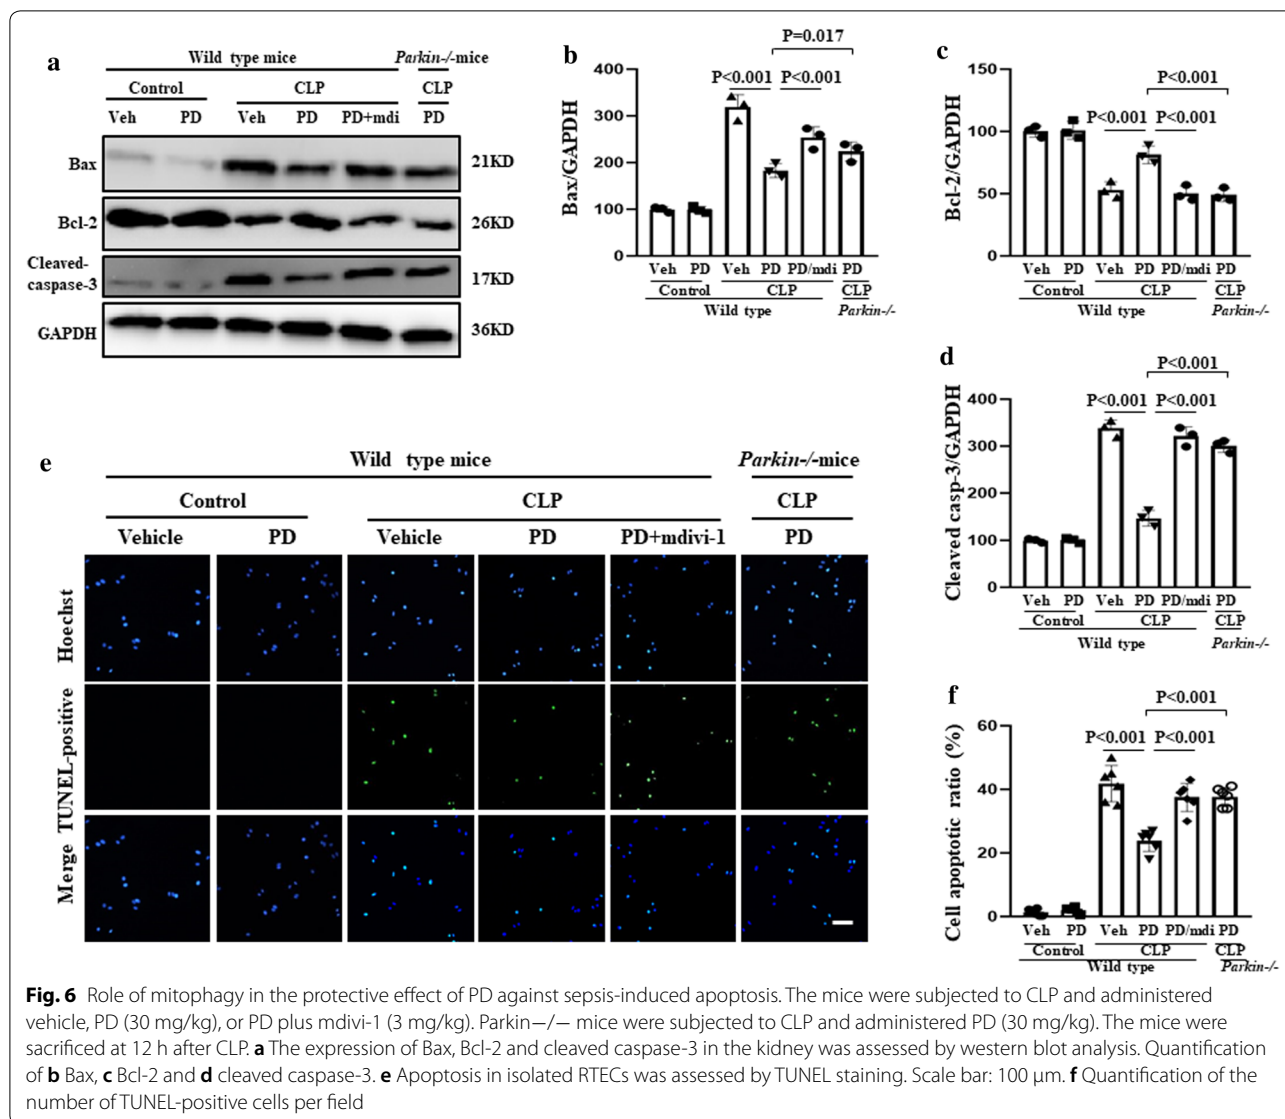 a
Wild type mice
Parkin-/-mice
Control
CLP
CLP
Veh
PD
Veh
PD
PD+mdi
PD
Bax
21KD
Bcl-2
26KD
Cleaved-
caspase-3
17KD
GAPDH
36KD
b
P=0.017
P<0.001
P<0.001
Bax/GAPDH
400
300
200
100
0
Veh
PD
Veh
PD
PD/mdi
PD
Control
CLP
CLP
Wild type
Parkin-/-
c
P<0.001
P<0.001
P<0.001
Bcl-2/GAPDH
150
100
50
0
Veh
PD
Veh
PD
PD/mdi
PD
Control
CLP
CLP
Wild type
Parkin-/-
d
P<0.001
P<0.001
P<0.001
Cleaved casp-3/GAPDH
400
300
200
100
0
Veh
PD
Veh
PD
PD/mdi
PD
Control
CLP
CLP
Wild type
Parkin-/-
e
Wild type mice
Parkin-/-mice
Control
CLP
CLP
Vehicle
PD
Vehicle
PD
PD+mdivi-1
PD
Hoechst
TUNEL-positive
Merge
f
P<0.001
P<0.001
P<0.001
Cell apoptotic ratio (%)
60
40
20
0
Veh
PD
Veh
PD
PD/mdi
PD
Control
CLP
CLP
Wild type
Parkin-/-
Fig. 6 Role of mitophagy in the protective effect of PD against sepsis-induced apoptosis. The mice were subjected to CLP and administered
vehicle, PD (30 mg/kg), or PD plus mdivi-1 (3 mg/kg). Parkin−/− mice were subjected to CLP and administered PD (30 mg/kg). The mice were
sacrificed at 12 h after CLP. a The expression of Bax, Bcl-2 and cleaved caspase-3 in the kidney was assessed by western blot analysis. Quantification
of b Bax, c Bcl-2 and d cleaved caspase-3. e Apoptosis in isolated RTECs was assessed by TUNEL staining. Scale bar: 100 μm. f Quantification of the
number of TUNEL-positive cells per field